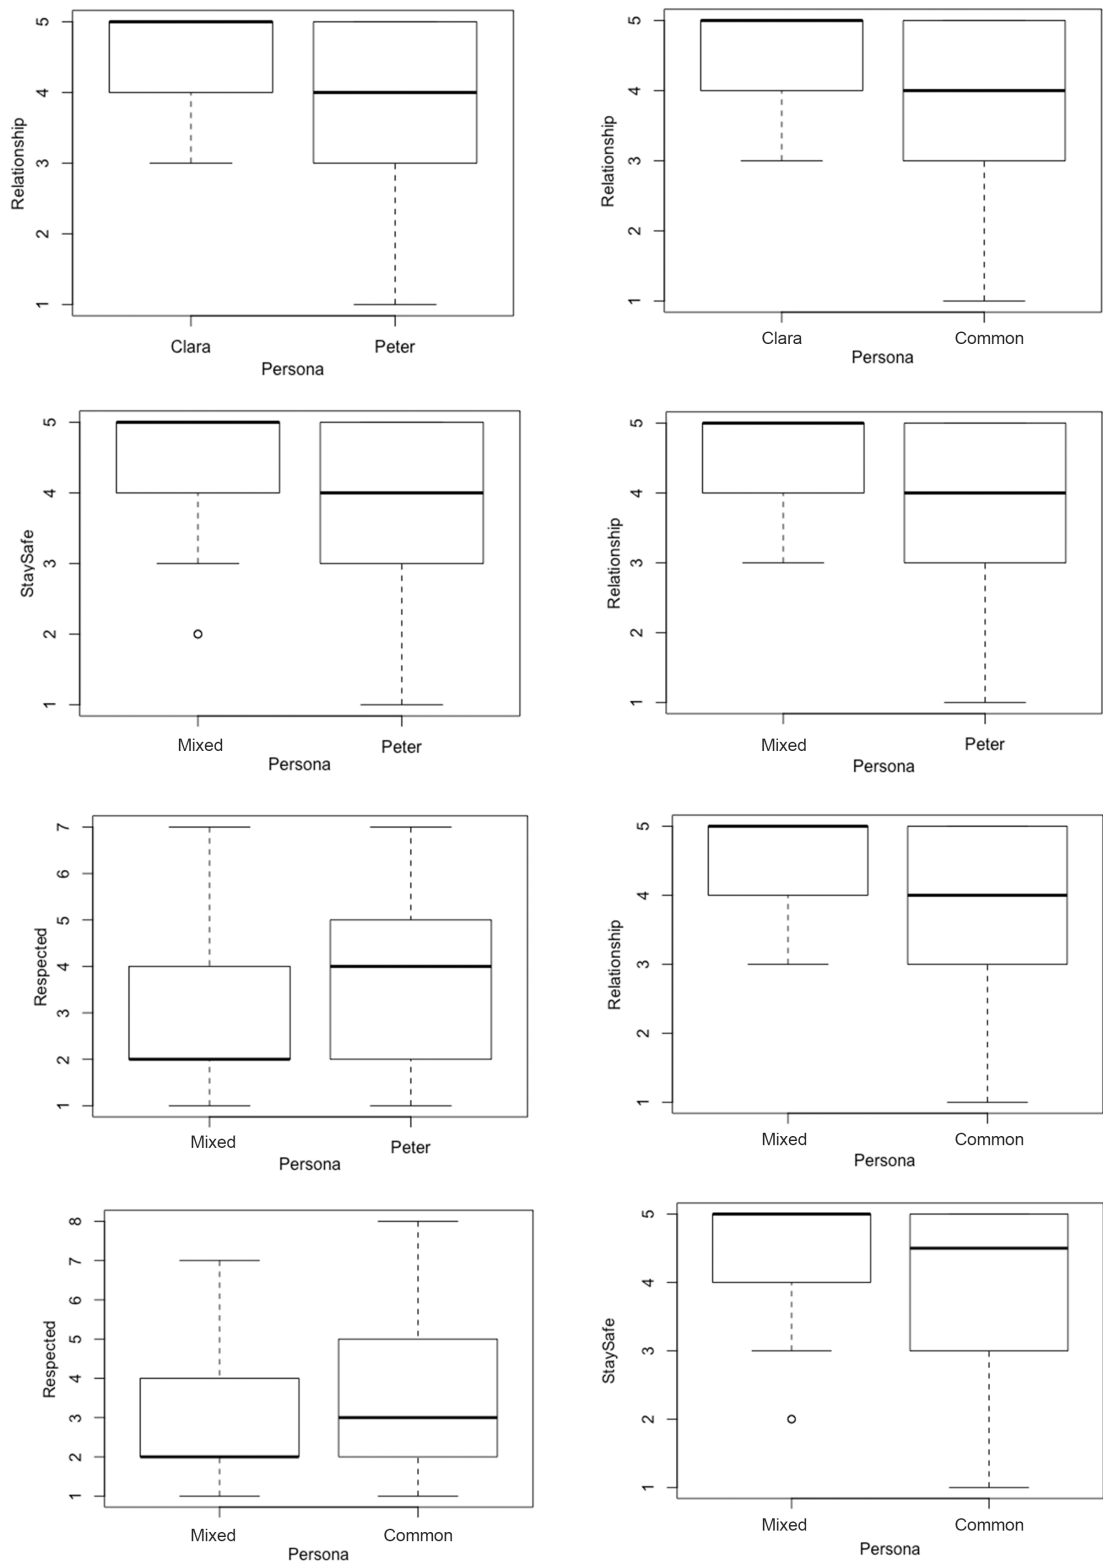 Relationship
5
4
3
2
1
Clara Peter
Persona
Relationship
5
4
3
2
1
Clara Common
Persona
StaySafe
5
4
3
2
1
Mixed Peter
Persona
Relationship
5
4
3
2
1
Mixed Peter
Persona
Respected
7
6
5
4
3
2
1
Mixed Peter
Persona
Relationship
5
4
3
2
1
Mixed Common
Persona
Respected
8
7
6
5
4
3
2
1
Mixed Common
Persona
StaySafe
5
4
3
2
1
Mixed Common
Persona